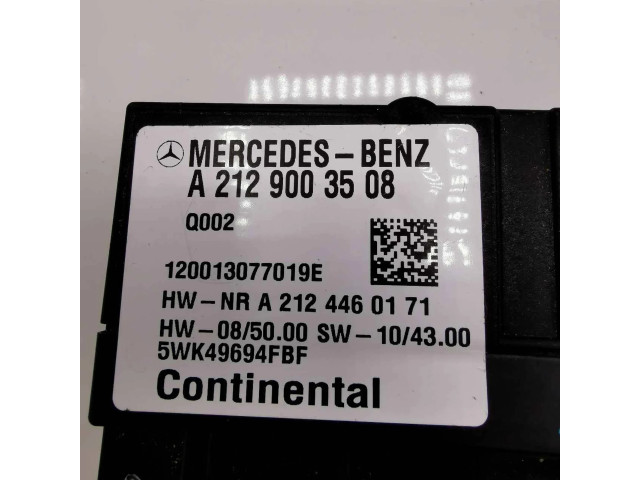 MERCEDES-BENZ
A 212 900 35 08
Q002
120013077019E
HW-NR A 212 446 01 71
HW-08/50.00 SW-10/43.00
5WK49694FBF
Continental